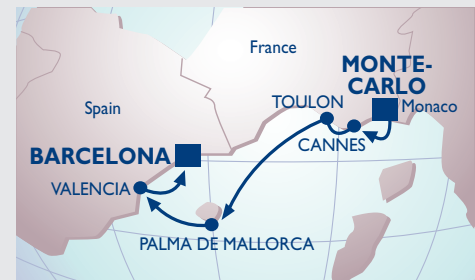 France
MONTE-
CARLO
Monaco
TOULON
Spain
CANNES
BARCELONA
VALENCIA
PALMA DE MALLORCA